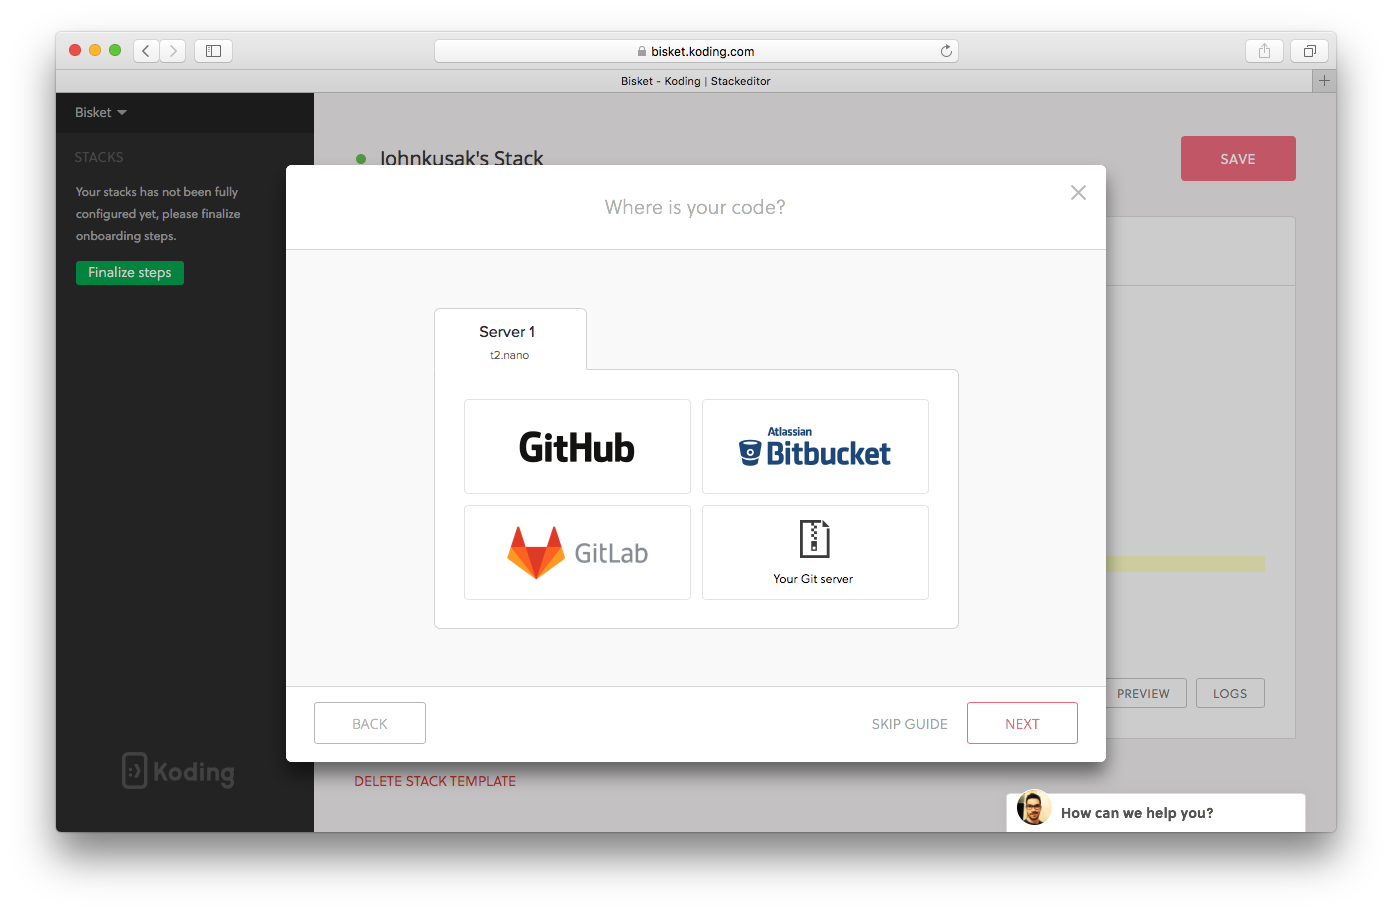 bisket.koding.com
Bisket - Koding | Stackeditor
Bisket
STACKS
Your stacks has not been fully
configured yet, please finalize
onboarding steps.
Finalize steps
Koding
Johnkusak's Stack
SAVE
Where is your code?
Server 1
t2.nano
GitHub
Atlassian
Bitbucket
GitLab
Your Git server
PREVIEW
LOGS
BACK
SKIP GUIDE
NEXT
DELETE STACK TEMPLATE
How can we help you?